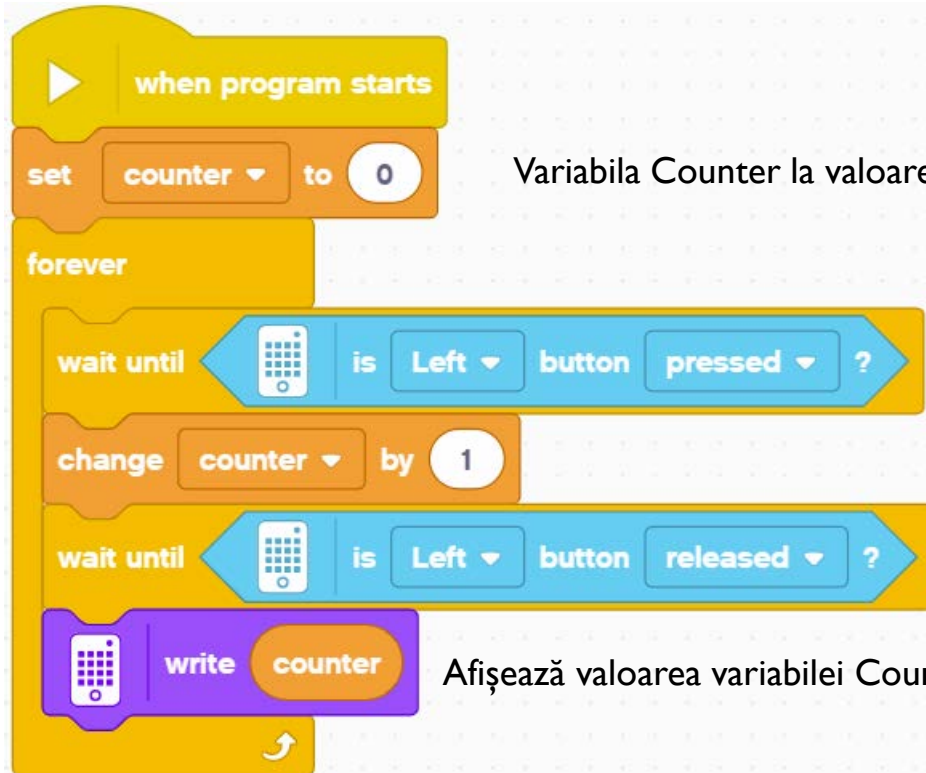 when program starts
set counter to 0 Variabila Counter la valoare
forever
wait until is Left button pressed ?
change counter by 1
wait until is Left button released ?
write counter Afișează valoarea variabilei